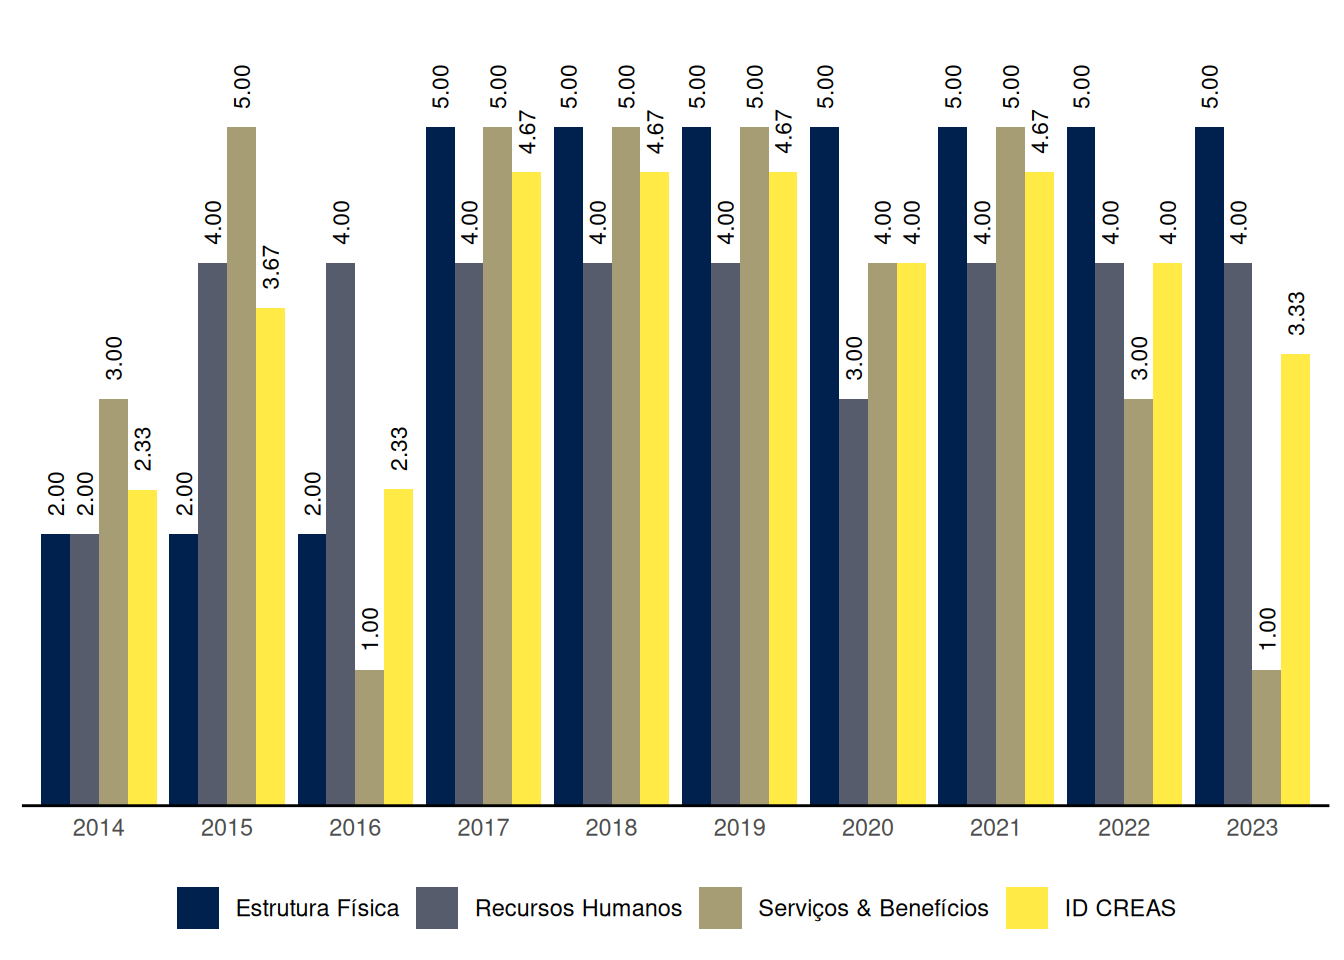 2.00 2.00 3.00 2.33
2.00 4.00 5.00 3.67
2.00 4.00 1.00 2.33
5.00 4.00 5.00 4.67
5.00 4.00 5.00 4.67
5.00 4.00 5.00 4.67
5.00 3.00 4.00 4.00
5.00 4.00 5.00 4.67
5.00 4.00 3.00 4.00
5.00 4.00 1.00 3.33
2014 2015 2016 2017 2018 2019 2020 2021 2022 2023
Estrutura Física Recursos Humanos Serviços & Benefícios ID CREAS